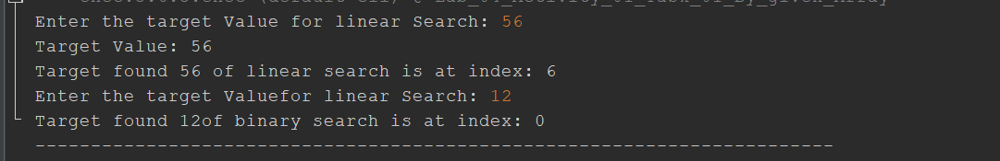 Enter the target Value for linear Search: 56
Target Value: 56
Target found 56 of linear search is at index: 6
Enter the target Valuefor linear Search: 12
Target found 12of binary search is at index: 0
------------------------------------------------------------------------